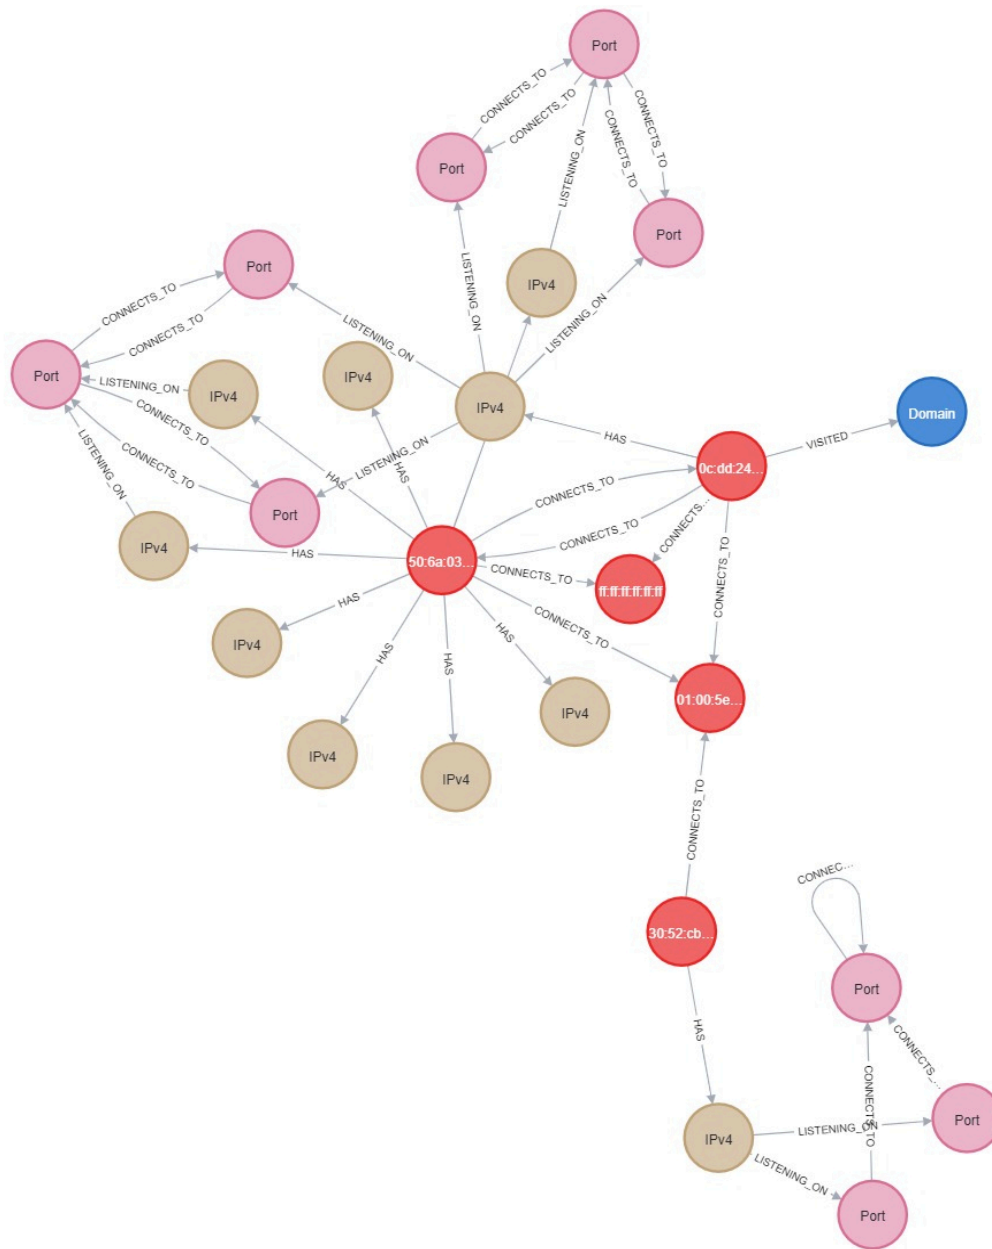 Port
CONNECTS_TO
CONNECTS_TO
CONNECTS_TO
CONNECTS_TO
LISTENING_ON
Port
Port
LISTENING_ON
LISTENING_ON
IPv4
Port
CONNECTS_TO
CONNECTS_TO
LISTENING_ON
Port
LISTENING_ON
IPv4
IPv4
IPv4
CONNECTS_TO
CONNECTS_TO
LISTENING_ON
LISTENING_ON
HAS
HAS
HAS
VISITED
Domain
0c:dd:24...
CONNECTS_TO
CONNECTS_TO
CONNECTS...
CONNECTS_TO
Port
IPv4
HAS
50:6a:03...
CONNECTS_TO
ff:ff:ff:ff:ff:ff
CONNECTS_TO
HAS
HAS
HAS
HAS
IPv4
IPv4
IPv4
IPv4
01:00:5e...
CONNECTS_TO
30:52:cb...
HAS
CONNEC...
Port
CONNECTS_...
CONNECTS_TO
IPv4
LISTENING_ON
Port
LISTENING_ON
Port